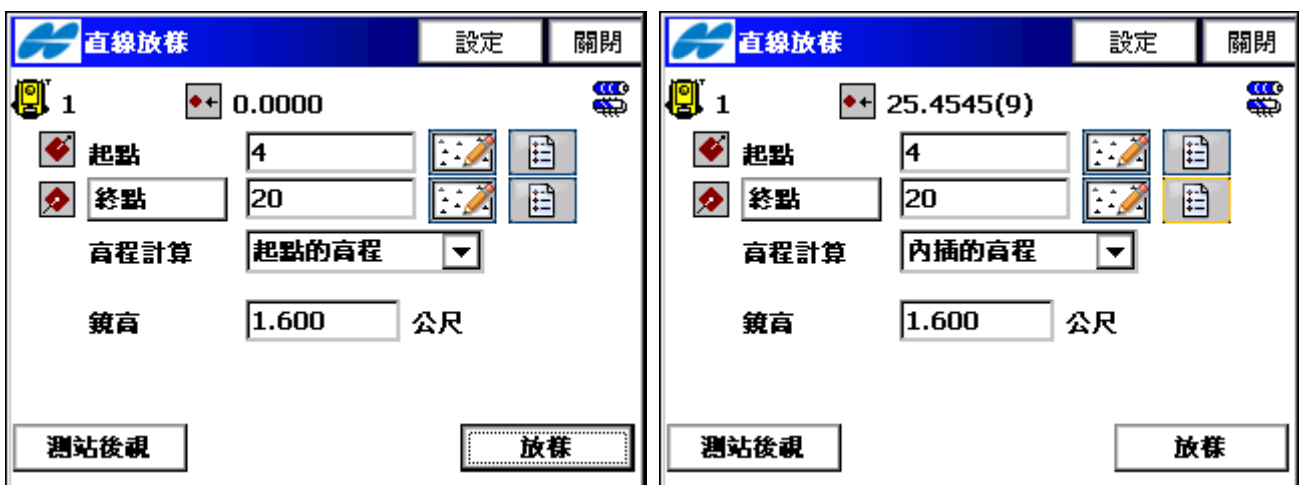 直線放樣 設定 關閉
1 0.0000
起點 4
終點 20
高程計算 起點的高程
鏡高 1.600 公尺
測站後視 放樣
直線放樣 設定 關閉
1 25.4545(9)
起點 4
終點 20
高程計算 內插的高程
鏡高 1.600 公尺
測站後視 放樣